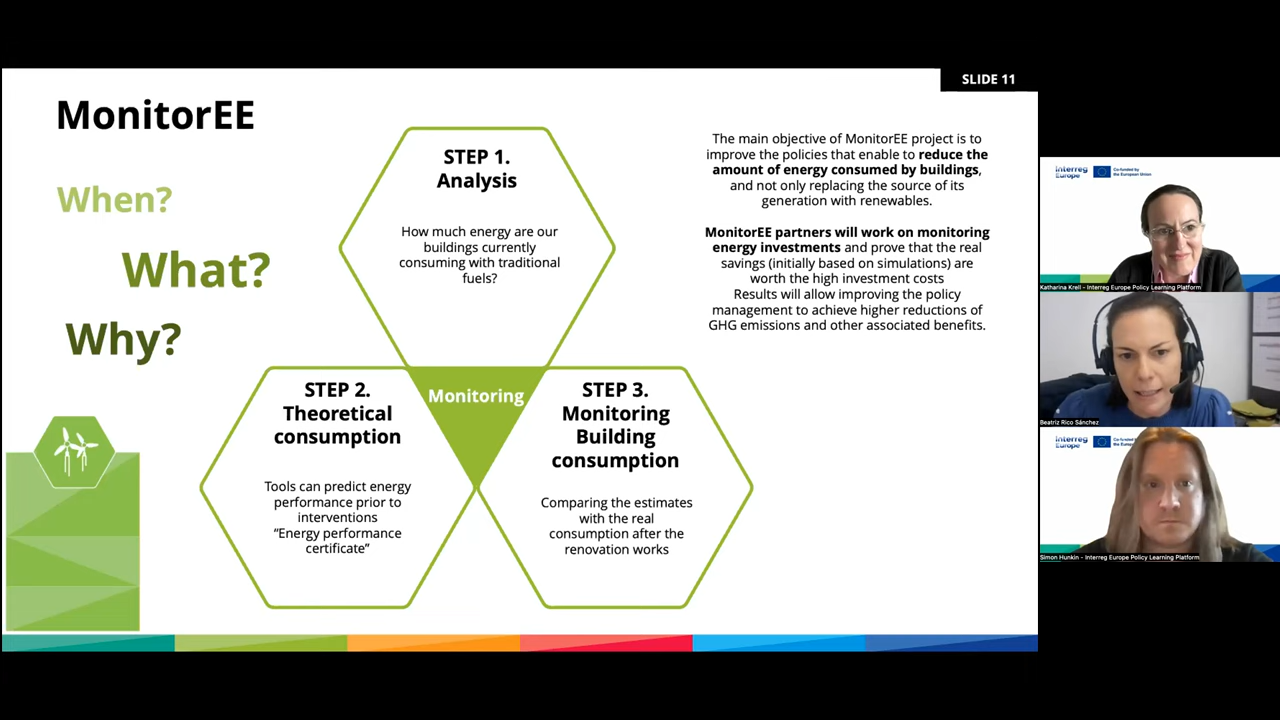 SLIDE 11
MonitorEE
When?
What?
Why?
STEP 1.
Analysis
How much energy are our
buildings currently
consuming with traditional
fuels?
STEP 2.
Theoretical
consumption
Tools can predict energy
performance prior to
interventions
“Energy performance
certificate”
Monitoring
STEP 3.
Monitoring
Building
consumption
Comparing the estimates
with the real
consumption after the
renovation works
The main objective of MonitorEE project is to
improve the policies that enable to reduce the
amount of energy consumed by buildings,
and not only replacing the source of its
generation with renewables.
MonitorEE partners will work on monitoring
energy investments and prove that the real
savings (initially based on simulations) are
worth the high investment costs
Results will allow improving the policy
management to achieve higher reductions of
GHG emissions and other associated benefits.
Interreg
Europe
Co-funded by
the European Union
Katharina Krell - Interreg Europe Policy Learning Platform
Beatriz Rico Sánchez
Interreg
Europe
Co-funded
Simon Hunkin - Interreg Europe Policy Learning Platform